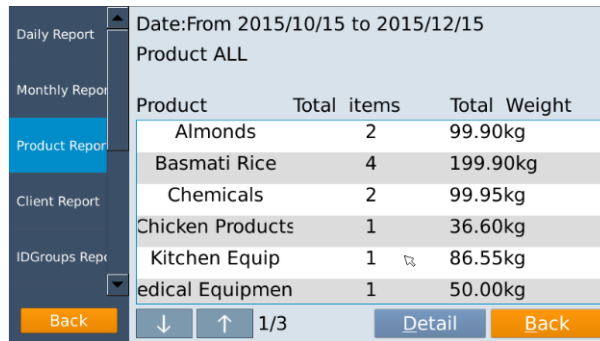 Daily Report
Monthly Repor
Product Repor
Client Report
IDGroups Repo
Back
Date:From 2015/10/15 to 2015/12/15
Product ALL
Product Total items Total Weight
Almonds 2 99.90kg
Basmati Rice 4 199.90kg
Chemicals 2 99.95kg
Chicken Products 1 36.60kg
Kitchen Equip 1 86.55kg
edical Equipmen 1 50.00kg
↓ ↑ 1/3 Detail Back